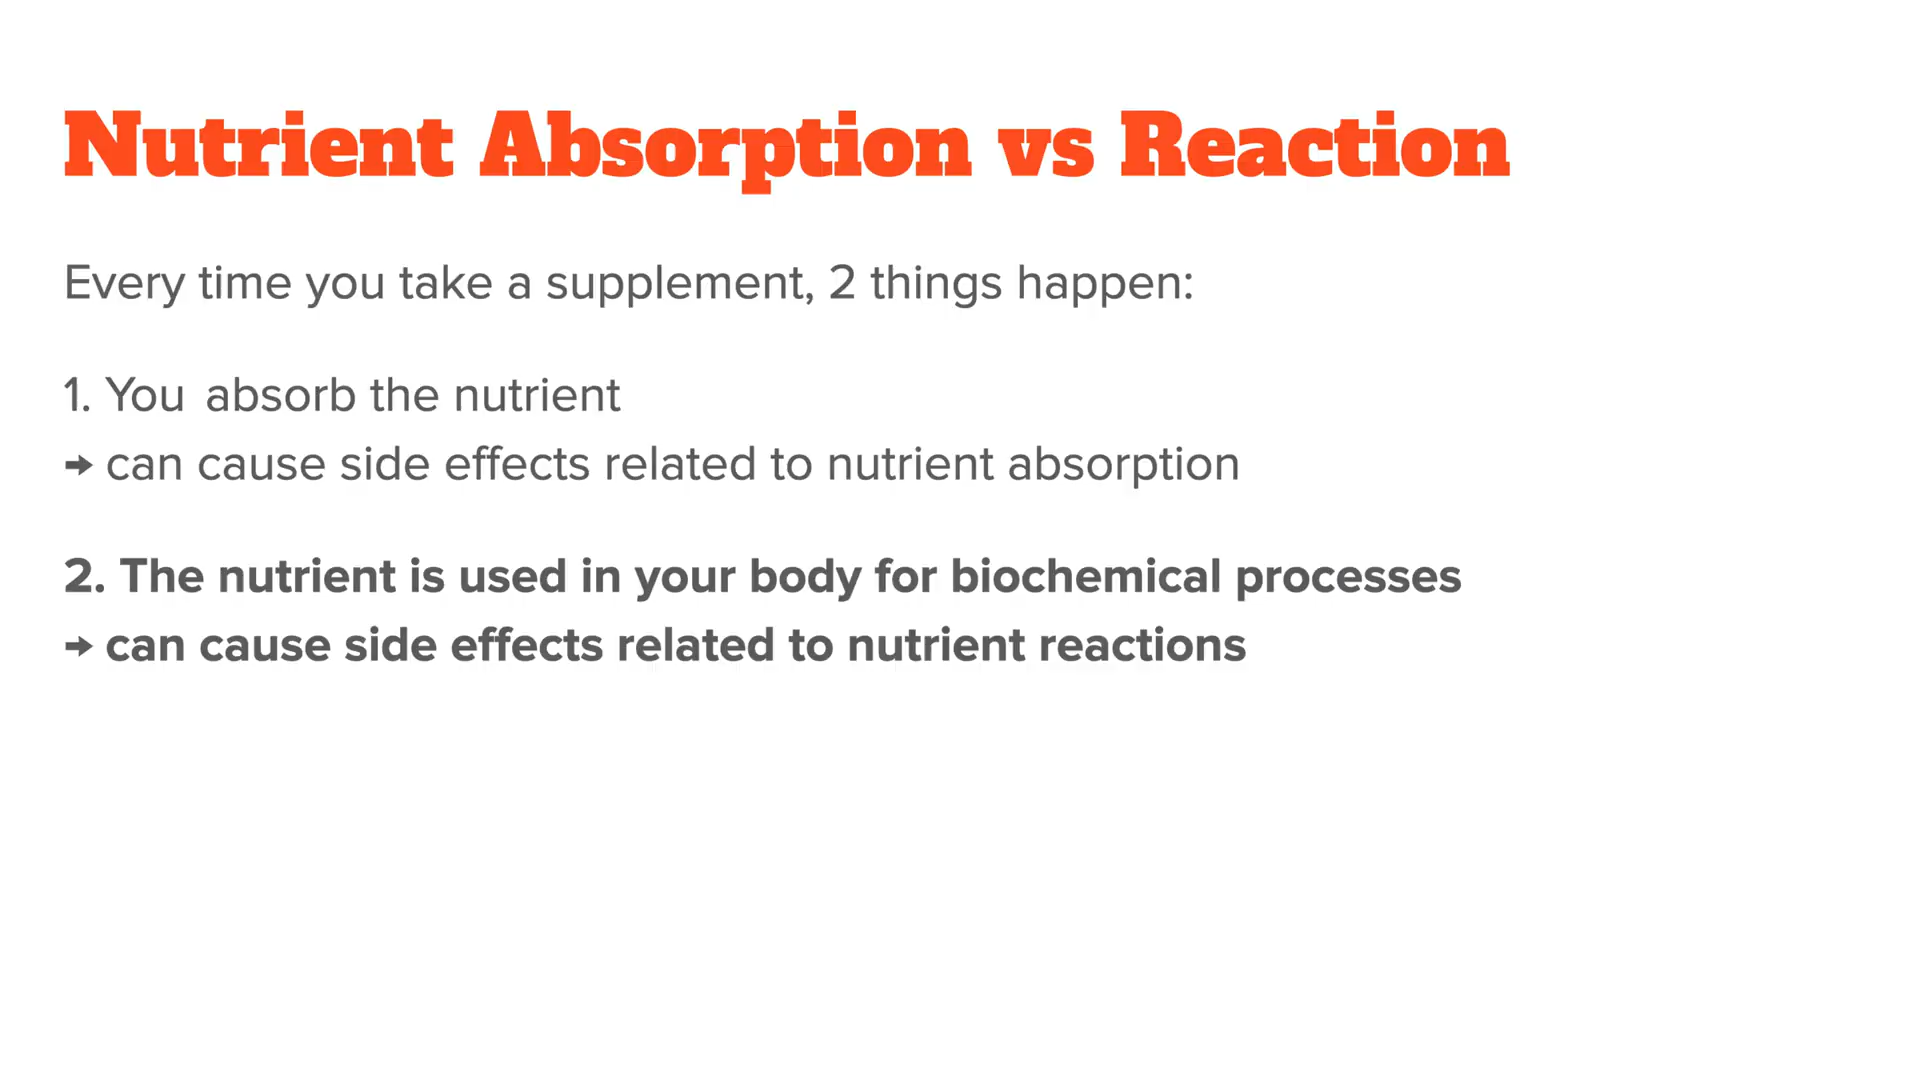 Nutrient Absorption vs Reaction
Every time you take a supplement, 2 things happen:
1. You absorb the nutrient
➞ can cause side effects related to nutrient absorption
2. The nutrient is used in your body for biochemical processes
➞ can cause side effects related to nutrient reactions